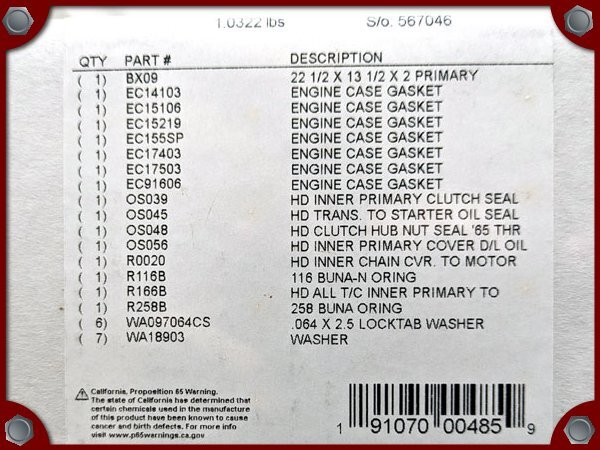 1.0322 lbs S/o. 567046
QTY PART # DESCRIPTION
( 1) BX09 22 1/2 X 13 1/2 X 2 PRIMARY
( 1) EC14103 ENGINE CASE GASKET
( 1) EC15106 ENGINE CASE GASKET
( 1) EC15219 ENGINE CASE GASKET
( 1) EC155SP ENGINE CASE GASKET
( 1) EC17403 ENGINE CASE GASKET
( 1) EC17503 ENGINE CASE GASKET
( 1) EC91606 ENGINE CASE GASKET
( 1) OS039 HD INNER PRIMARY CLUTCH SEAL
( 1) OS045 HD TRANS. TO STARTER OIL SEAL
( 1) OS048 HD CLUTCH HUB NUT SEAL '65 THR
( 1) OS056 HD INNER PRIMARY COVER D/L OIL
( 1) R0020 HD INNER CHAIN CVR. TO MOTOR
( 1) R116B 116 BUNA-N ORING
( 1) R166B HD ALL T/C INNER PRIMARY TO
( 1) R258B 258 BUNA ORING
( 6) WA097064CS .064 X 2.5 LOCKTAB WASHER
( 7) WA18903 WASHER
California, Proposition 65 Warning.
The state of California has determined that
certain chemicals used in the manufacture
of this product have been known to cause
cancer and birth defects. For more info
visit www.p65warnings.ca.gov
1 91070 00485 9